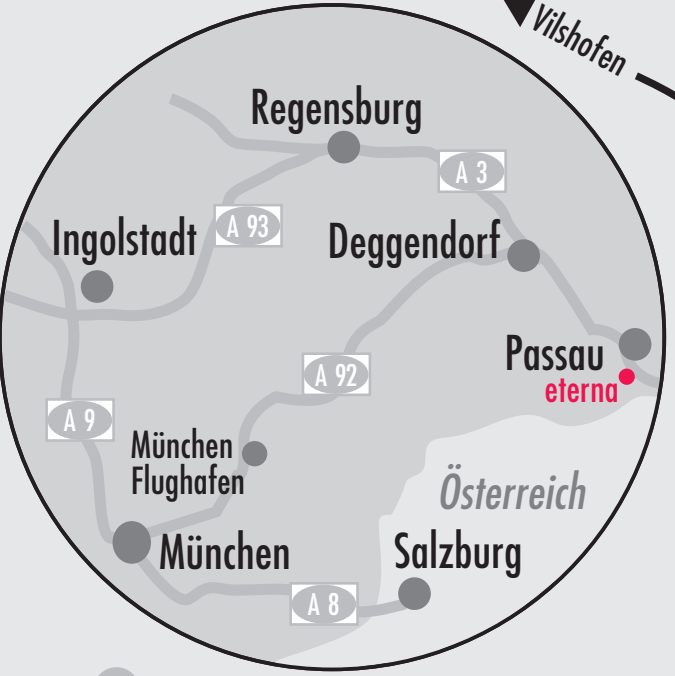 Vilshofen
Regensburg
A 3
A 93
Ingolstadt
Deggendorf
Passau
eterna
A 92
A 9
München
Flughafen
Österreich
München
Salzburg
A 8